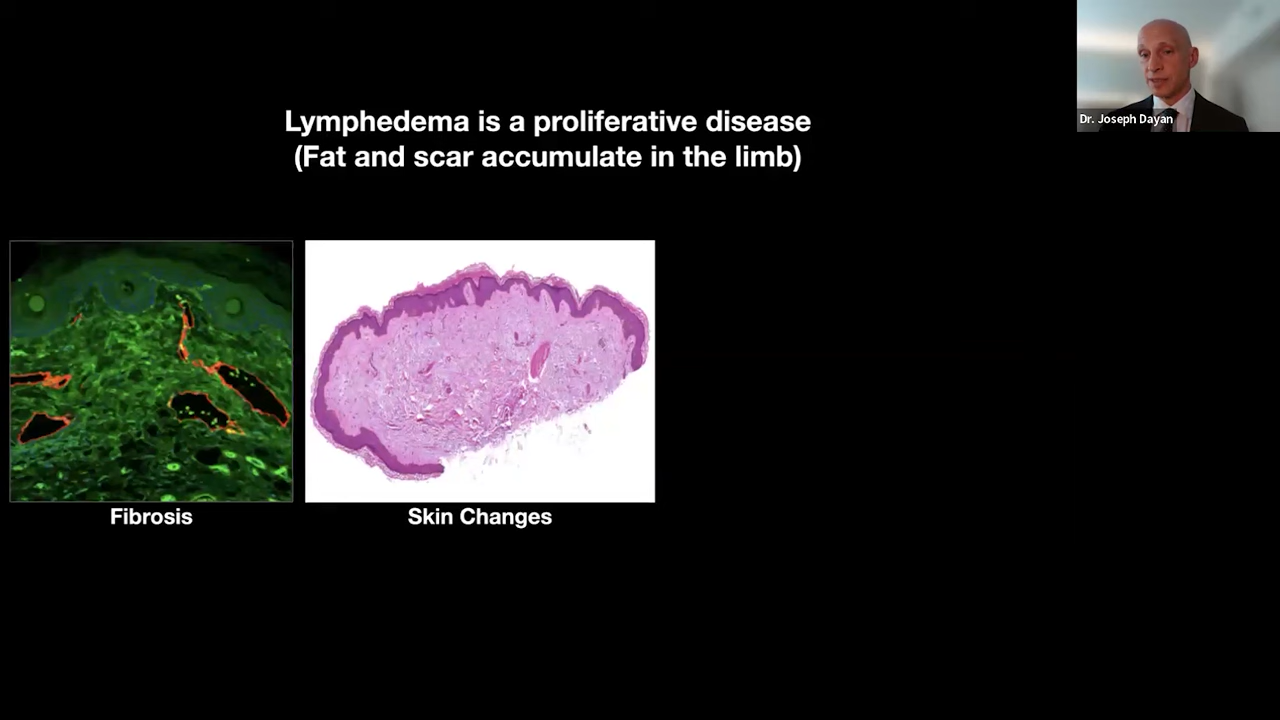 Lymphedema is a proliferative disease
(Fat and scar accumulate in the limb)
Dr. Joseph Dayan
Fibrosis
Skin Changes